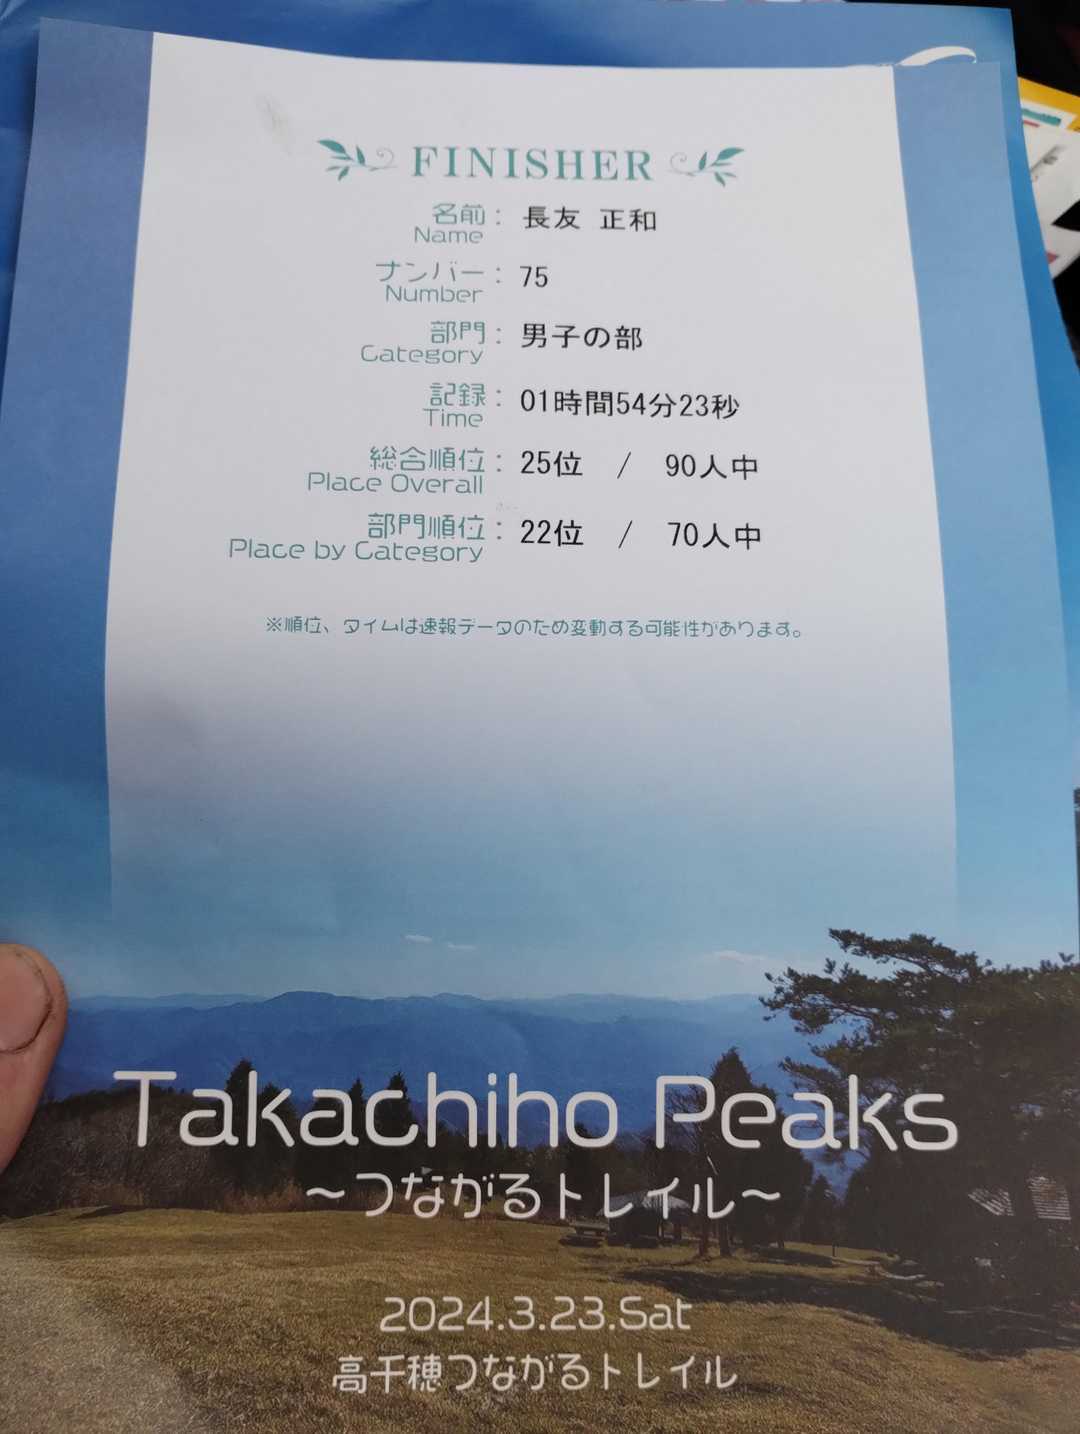 FINISHER
名前： 長友 正和
Name
ナンバー： 75
Number
部門： 男子の部
Category
記録： 01時間54分23秒
Time
総合順位： 25位 / 90人中
Place Overall
部門順位： 22位 / 70人中
Place by Category
※順位、タイムは速報データのため変動する可能性があります。
Takachiho Peaks
～つながるトレイル～
2024.3.23.Sat
高千穂つながるトレイル